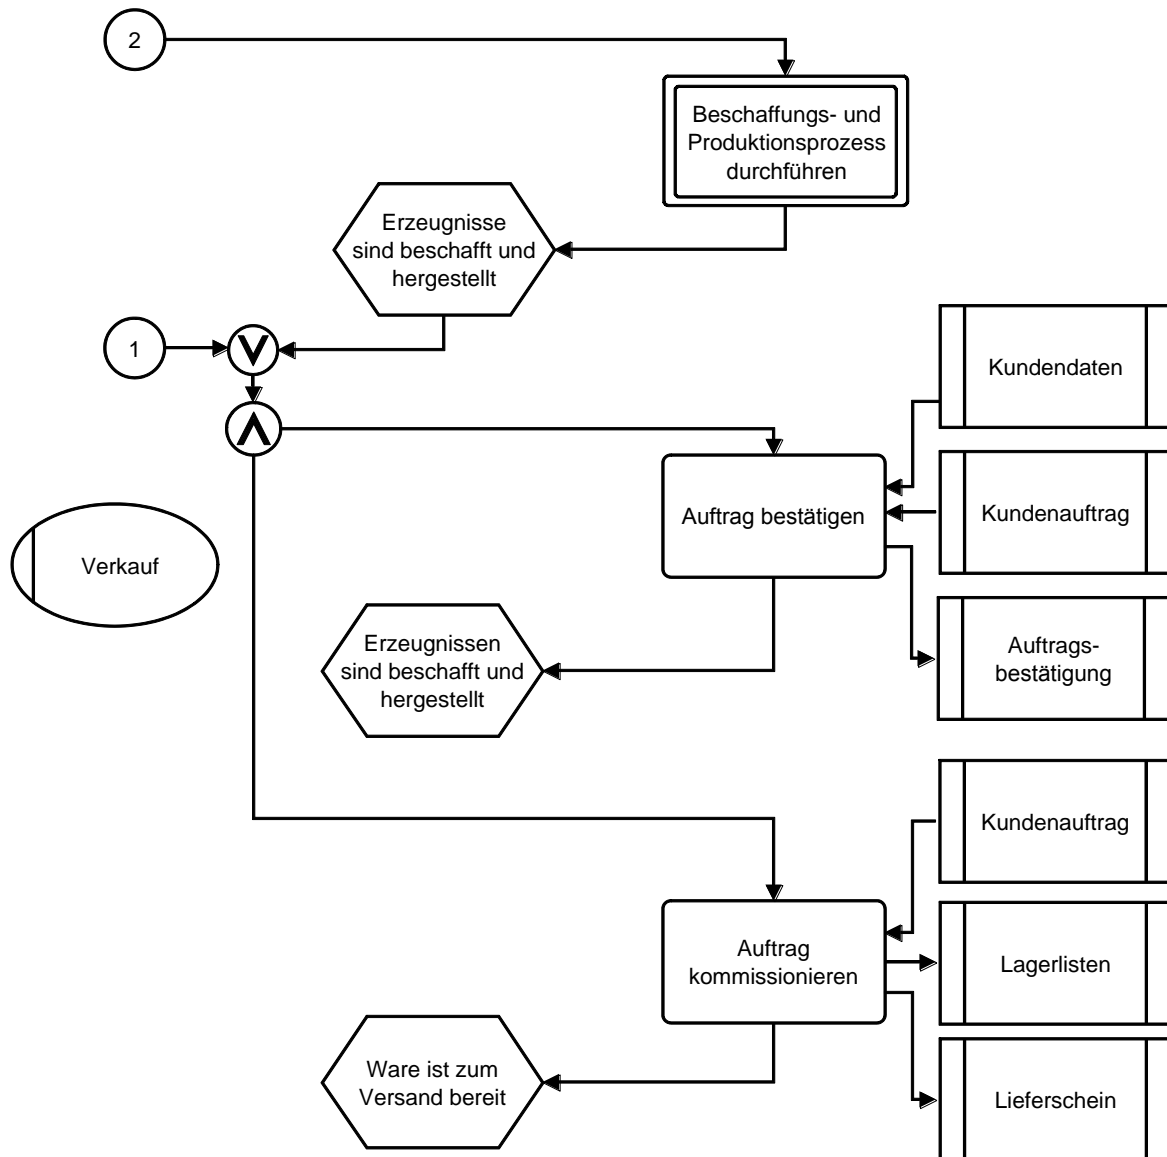 2
Beschaffungs- und
Produktionsprozess
durchführen
Erzeugnisse
sind beschafft und
hergestellt
1
Kundendaten
Auftrag bestätigen
Kundenauftrag
Verkauf
Erzeugnissen
sind beschafft und
hergestellt
Auftrags-
bestätigung
Kundenauftrag
Auftrag
kommissionieren
Lagerlisten
Ware ist zum
Versand bereit
Lieferschein